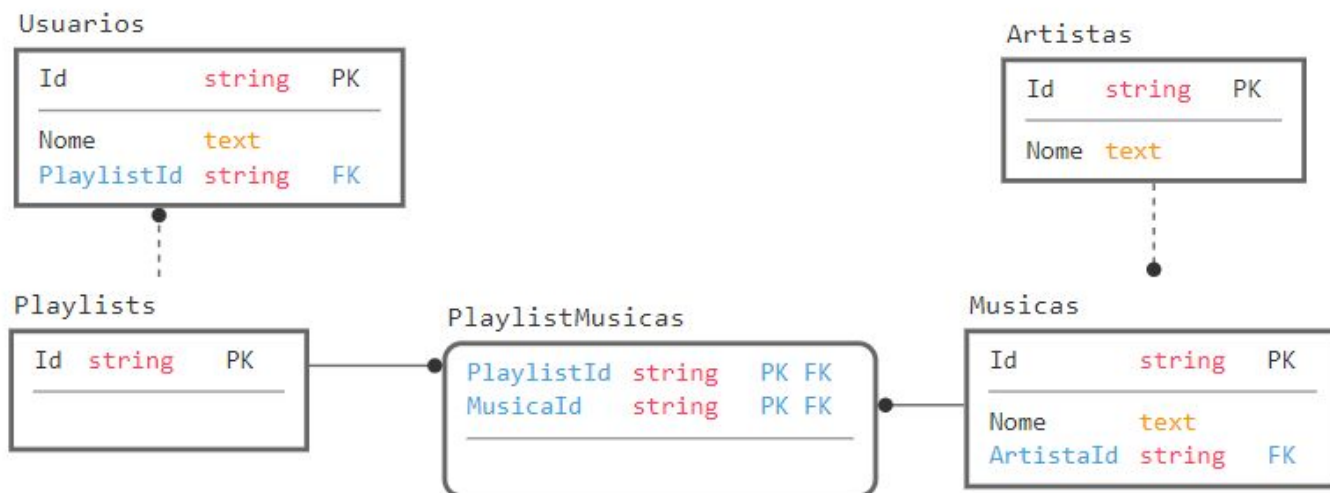 Usuarios
Id string PK
Nome text
PlaylistId string FK
Artistas
Id string PK
Nome text
Playlists
Id string PK
PlaylistMusicas
PlaylistId string PK FK
MusicaId string PK FK
Musicas
Id string PK
Nome text
ArtistaId string FK